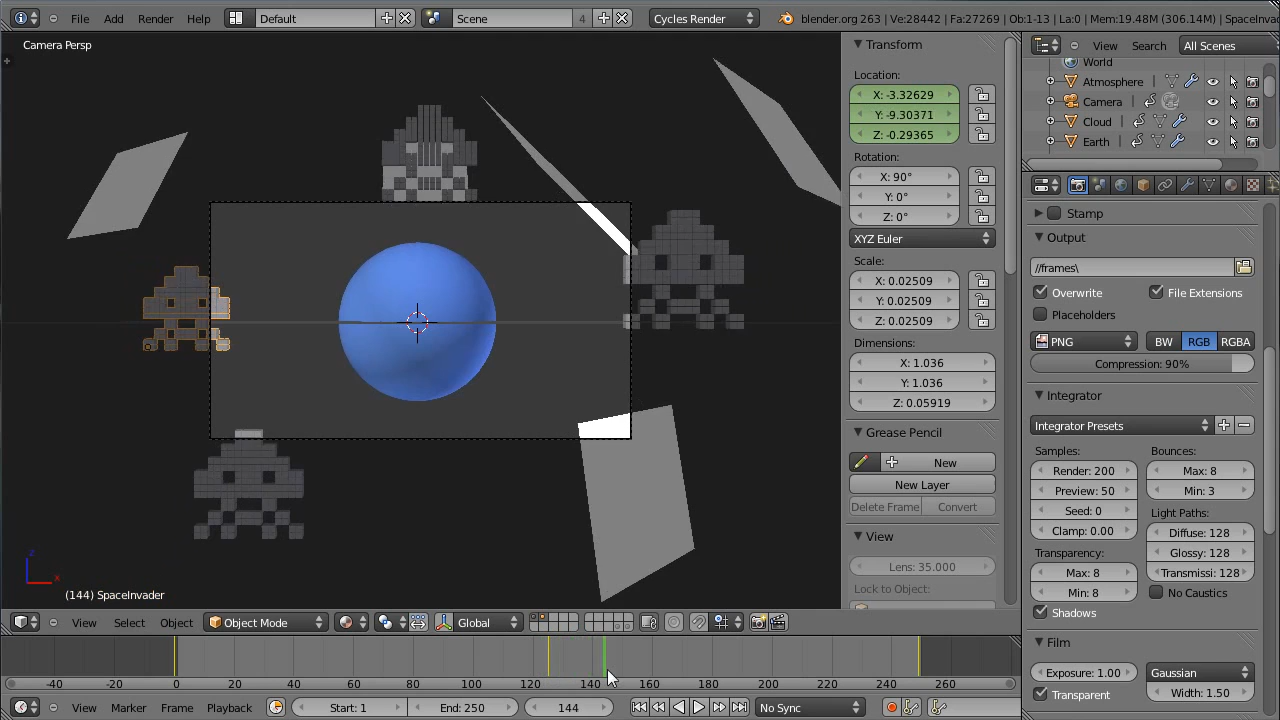 File Add Render Help Default Scene 4 Cycles Render blender.org 263 | Ve:28442 | Fa:27269 | Ob:1-13 | La:0 | Mem:19.48M (306.14M) | SpaceInvader
Camera Persp
Transform
Location:
X: -3.32629
Y: -9.30371
Z: -0.29365
Rotation:
X: 90°
Y: 0°
Z: 0°
XYZ Euler
Scale:
X: 0.02509
Y: 0.02509
Z: 0.02509
Dimensions:
X: 1.036
Y: 1.036
Z: 0.05919
Grease Pencil
New
New Layer
Delete Frame Convert
View
Lens: 35.000
Lock to Object:
View Search All Scenes
World
Atmosphere
Camera
Cloud
Earth
Stamp
Output
//frames\
Overwrite File Extensions
Placeholders
PNG BW RGB RGBA
Compression: 90%
Integrator
Integrator Presets
Samples: Bounces:
Render: 200 Max: 8
Preview: 50 Min: 3
Seed: 0 Light Paths:
Clamp: 0.00 Diffuse: 128
Transparency: Glossy: 128
Max: 8 Transmissi: 128
Min: 8 No Caustics
Shadows
Film
Exposure: 1.00 Gaussian
Transparent Width: 1.50
z
x
(144) SpaceInvader
View Select Object Object Mode Global
-40 -20 0 20 40 60 80 100 120 140 160 180 200 220 240 260
View Marker Frame Playback Start: 1 End: 250 144 No Sync